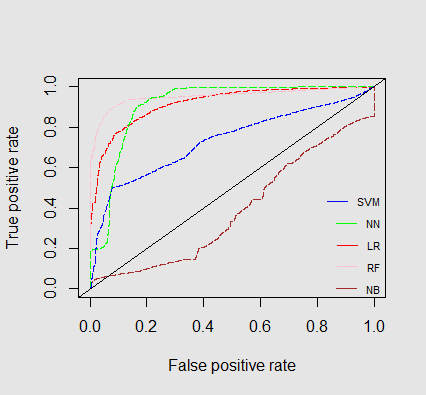 True positive rate
1.0
0.8
0.6
0.4
0.2
0.0
SVM
NN
LR
RF
NB
0.0 0.2 0.4 0.6 0.8 1.0
False positive rate